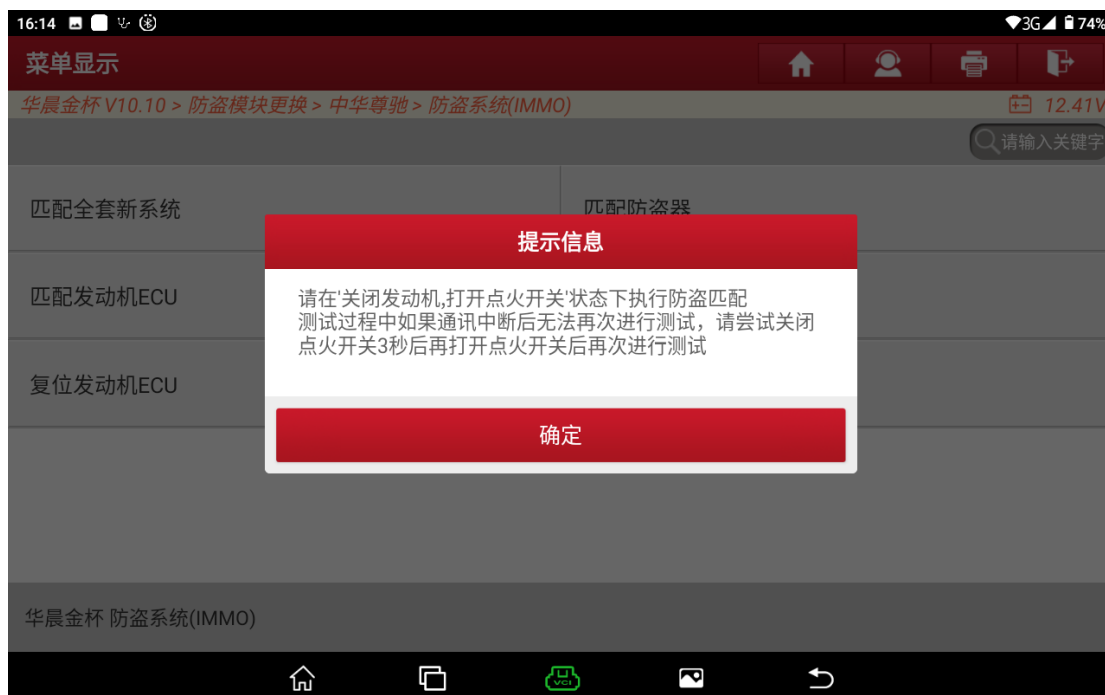 16:14
3G 74%
菜单显示
华晨金杯 V10.10 > 防盗模块更换 > 中华尊驰 > 防盗系统(IMMO)
12.41V
请输入关键字
匹配全套新系统
匹配防盗器
提示信息
匹配发动机ECU
请在'关闭发动机,打开点火开关'状态下执行防盗匹配
测试过程中如果通讯中断后无法再次进行测试，请尝试关闭
点火开关3秒后再打开点火开关后再次进行测试
复位发动机ECU
确定
华晨金杯 防盗系统(IMMO)
VCI